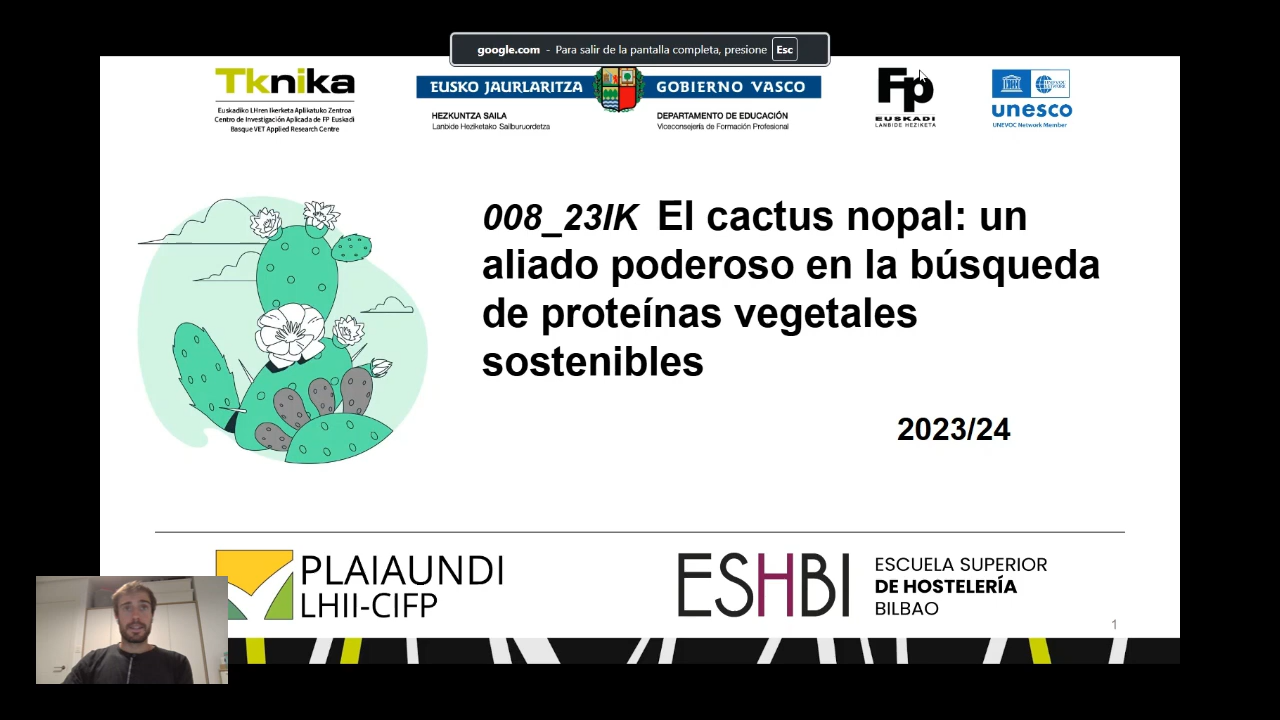 google.com - Para salir de la pantalla completa, presione Esc
Tknika
Euskadiko LHren Ikerketa Aplikatuko Zentroa
Centro de Investigación Aplicada de FP Euskadi
Basque VET Applied Research Centre
EUSKO JAURLARITZA GOBIERNO VASCO
HEZKUNTZA SAILA
Lanbide Heziketako Sailburuordetza
DEPARTAMENTO DE EDUCACIÓN
Viceconsejería de Formación Profesional
Fp
EUSKADI
LANBIDE HEZIKETA
unesco
UNEVOC Network Member
008_23IK El cactus nopal: un
aliado poderoso en la búsqueda
de proteínas vegetales
sostenibles
2023/24
PLAIAUNDI
LHII-CIFP
ESHBI
ESCUELA SUPERIOR
DE HOSTELERÍA
BILBAO
1